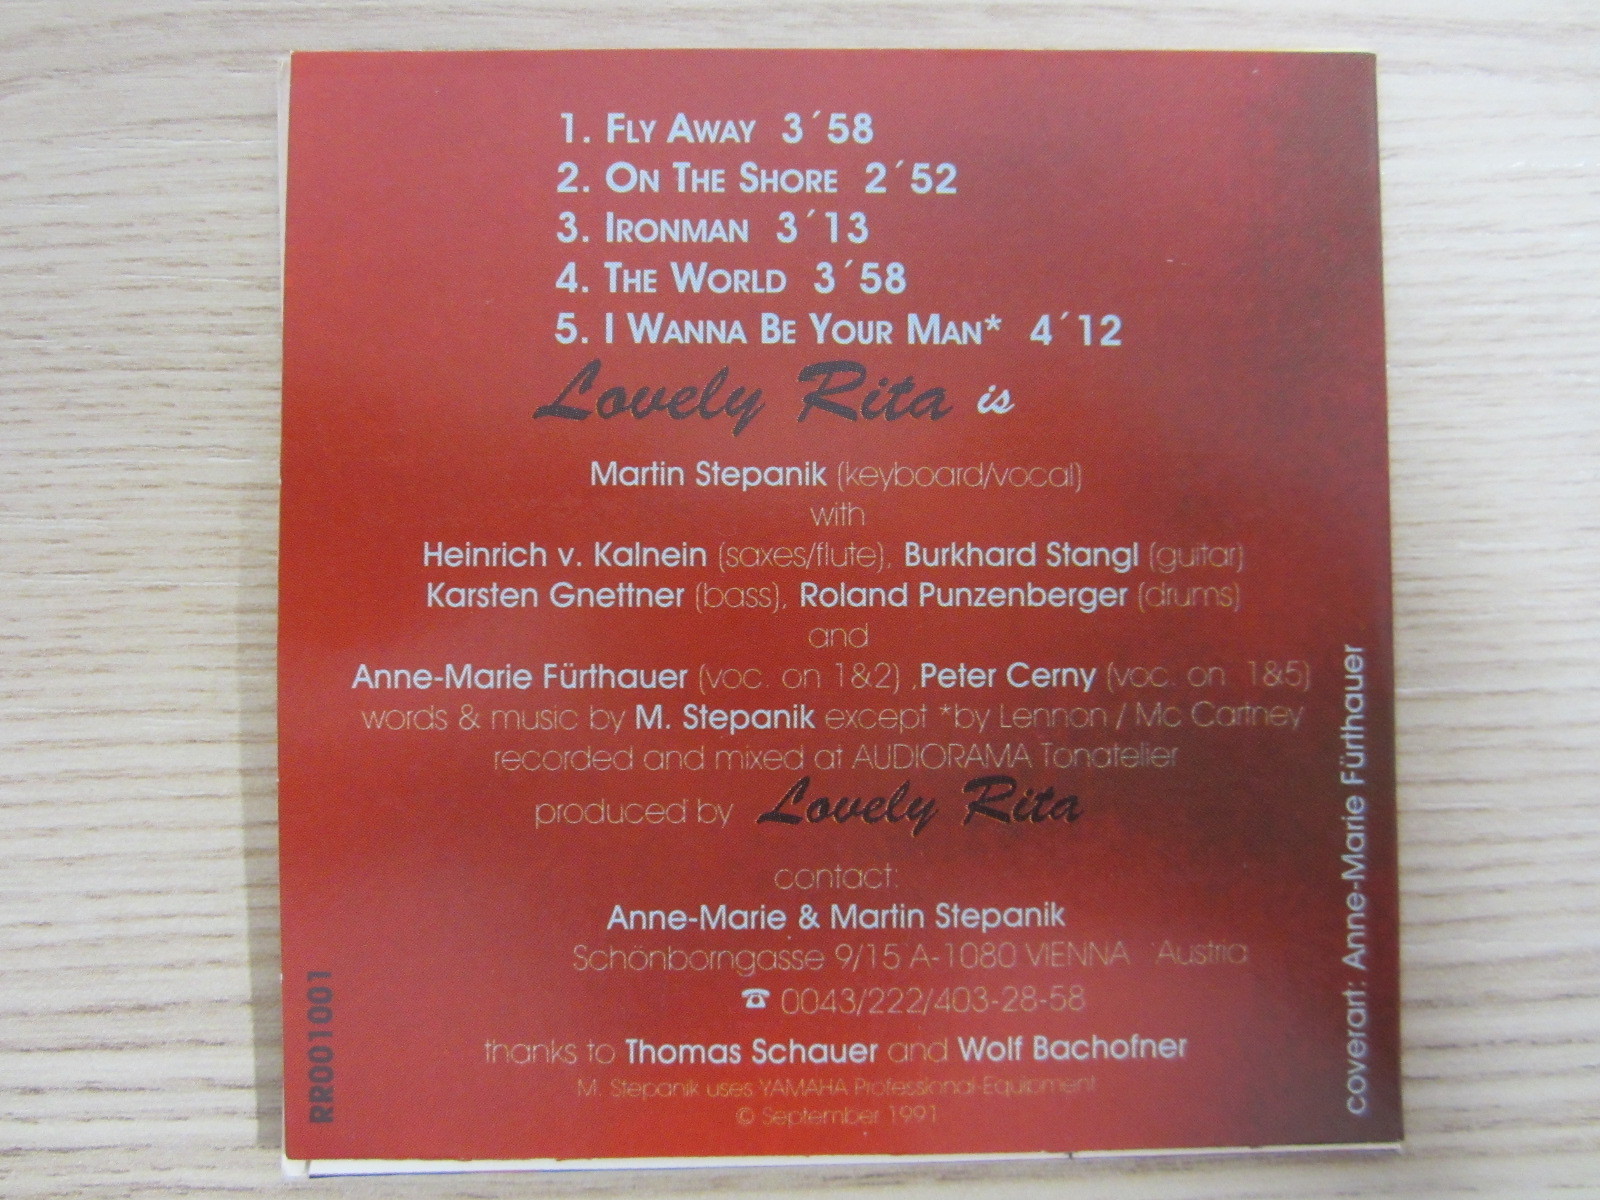 1. FLY AWAY 3´58
2. ON THE SHORE 2´52
3. IRONMAN 3´13
4. THE WORLD 3´58
5. I WANNA BE YOUR MAN* 4´12
Lovely Rita is
Martin Stepanik (keyboard/vocal)
with
Heinrich v. Kalnein (saxes/flute), Burkhard Stangl (guitar)
Karsten Gnettner (bass), Roland Punzenberger (drums)
and
Anne-Marie Fürthauer (voc. on 1&2) ,Peter Cerny (voc. on 1&5)
words & music by M. Stepanik except *by Lennon / Mc Cartney
recorded and mixed at AUDIORAMA Tonatelier
produced by Lovely Rita
contact:
Anne-Marie & Martin Stepanik
Schönborngasse 9/15 A-1080 VIENNA Austria
☎ 0043/222/403-28-58
thanks to Thomas Schauer and Wolf Bachofner
M. Stepanik uses YAMAHA Professional-Equipment
© September 1991
RR001001
coverart: Anne-Marie Fürthauer